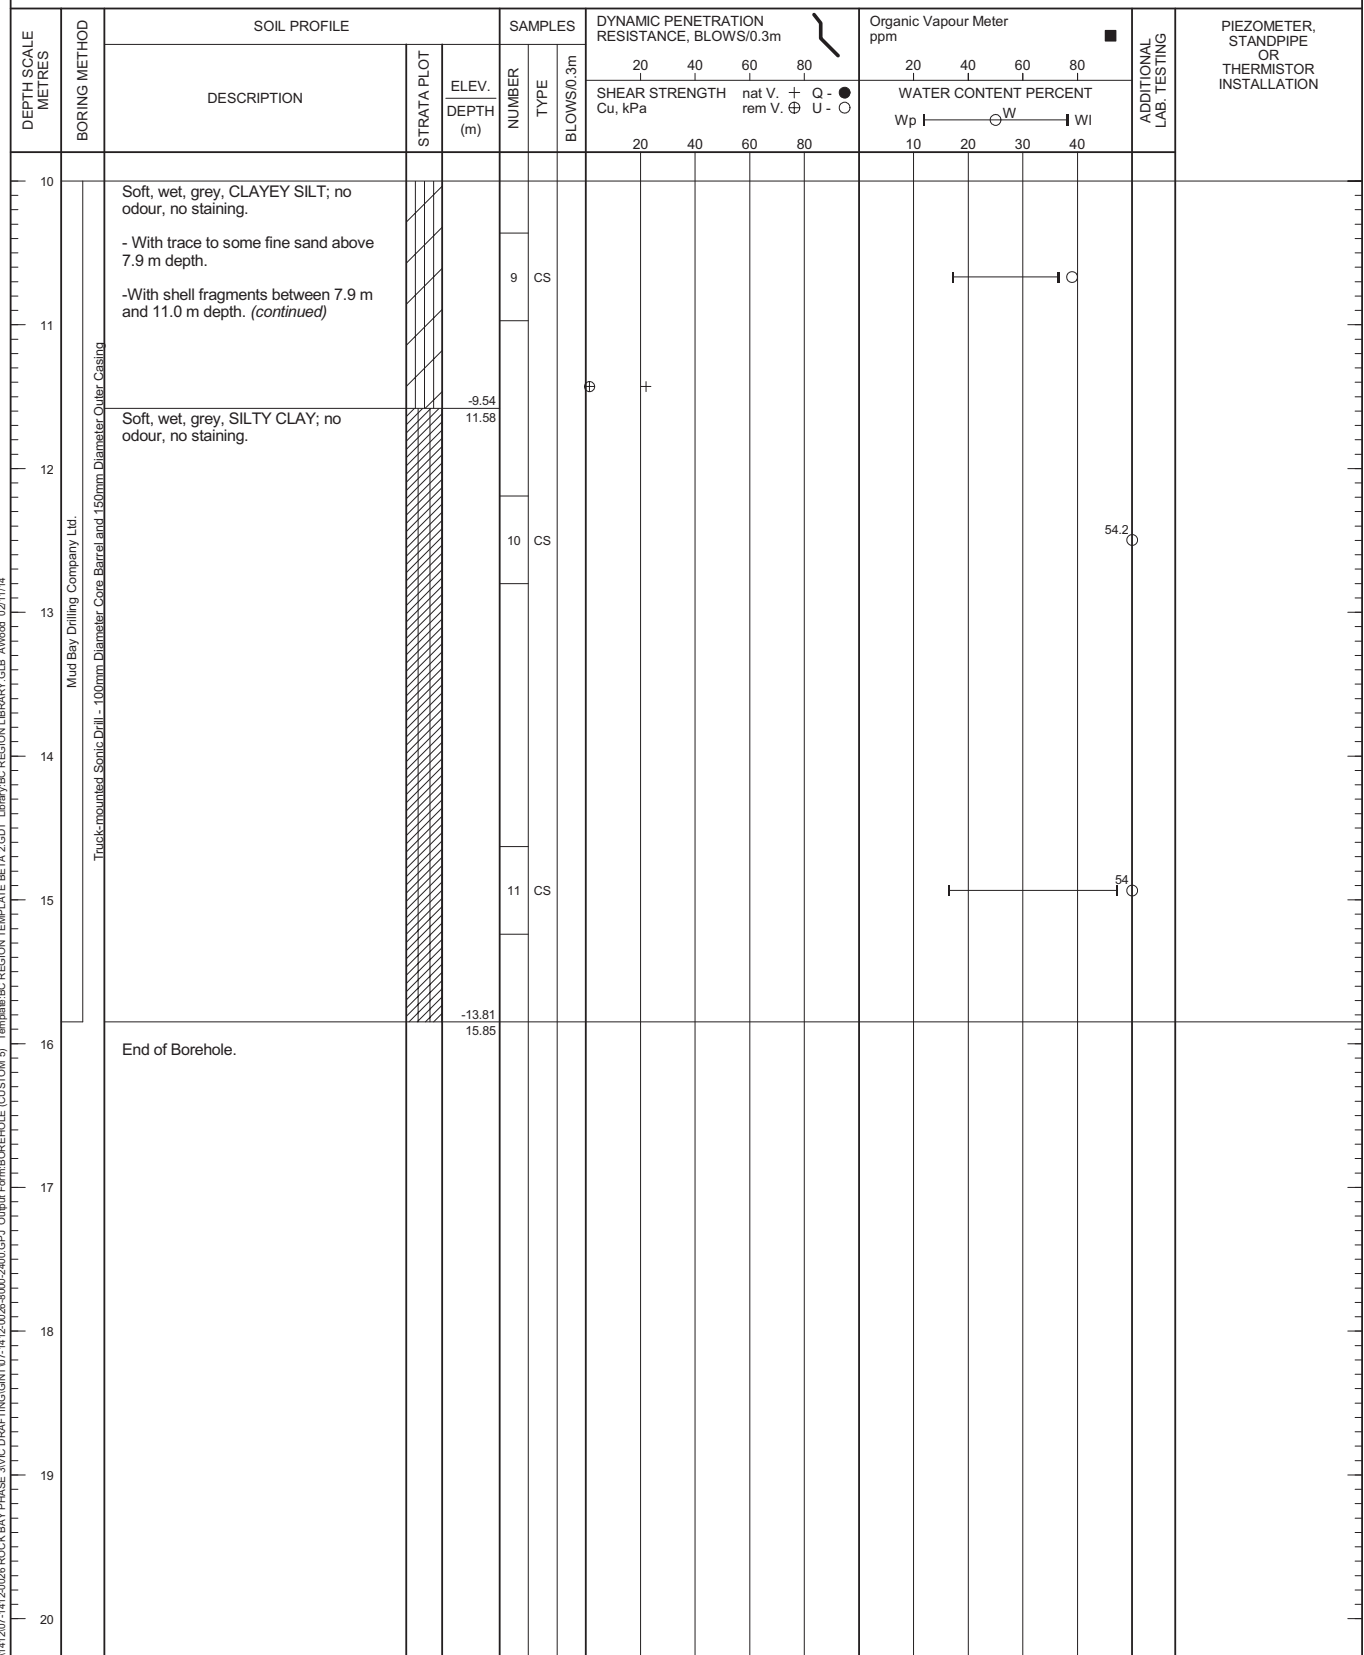 DEPTH SCALE
METRES
BORING METHOD
SOIL PROFILE
DESCRIPTION
STRATA PLOT
ELEV.
DEPTH
(m)
SAMPLES
NUMBER
TYPE
BLOWS/0.3m
DYNAMIC PENETRATION
RESISTANCE, BLOWS/0.3m
20 40 60 80
SHEAR STRENGTH nat V. + Q - ●
Cu, kPa rem V. ⊕ U - ○
20 40 60 80
Organic Vapour Meter
ppm ■
20 40 60 80
WATER CONTENT PERCENT
Wp W Wl
10 20 30 40
ADDITIONAL
LAB. TESTING
PIEZOMETER,
STANDPIPE
OR
THERMISTOR
INSTALLATION
10
Soft, wet, grey, CLAYEY SILT; no
odour, no staining.
- With trace to some fine sand above
7.9 m depth.
9 CS
-With shell fragments between 7.9 m
and 11.0 m depth. (continued)
11
-9.54
11.58
Soft, wet, grey, SILTY CLAY; no
odour, no staining.
12
10 CS
54.2
13
Mud Bay Drilling Company Ltd.
Truck-mounted Sonic Drill - 100mm Diameter Core Barrel and 150mm Diameter Outer Casing
14
11 CS
54
15
-13.81
15.85
16
End of Borehole.
17
18
19
20